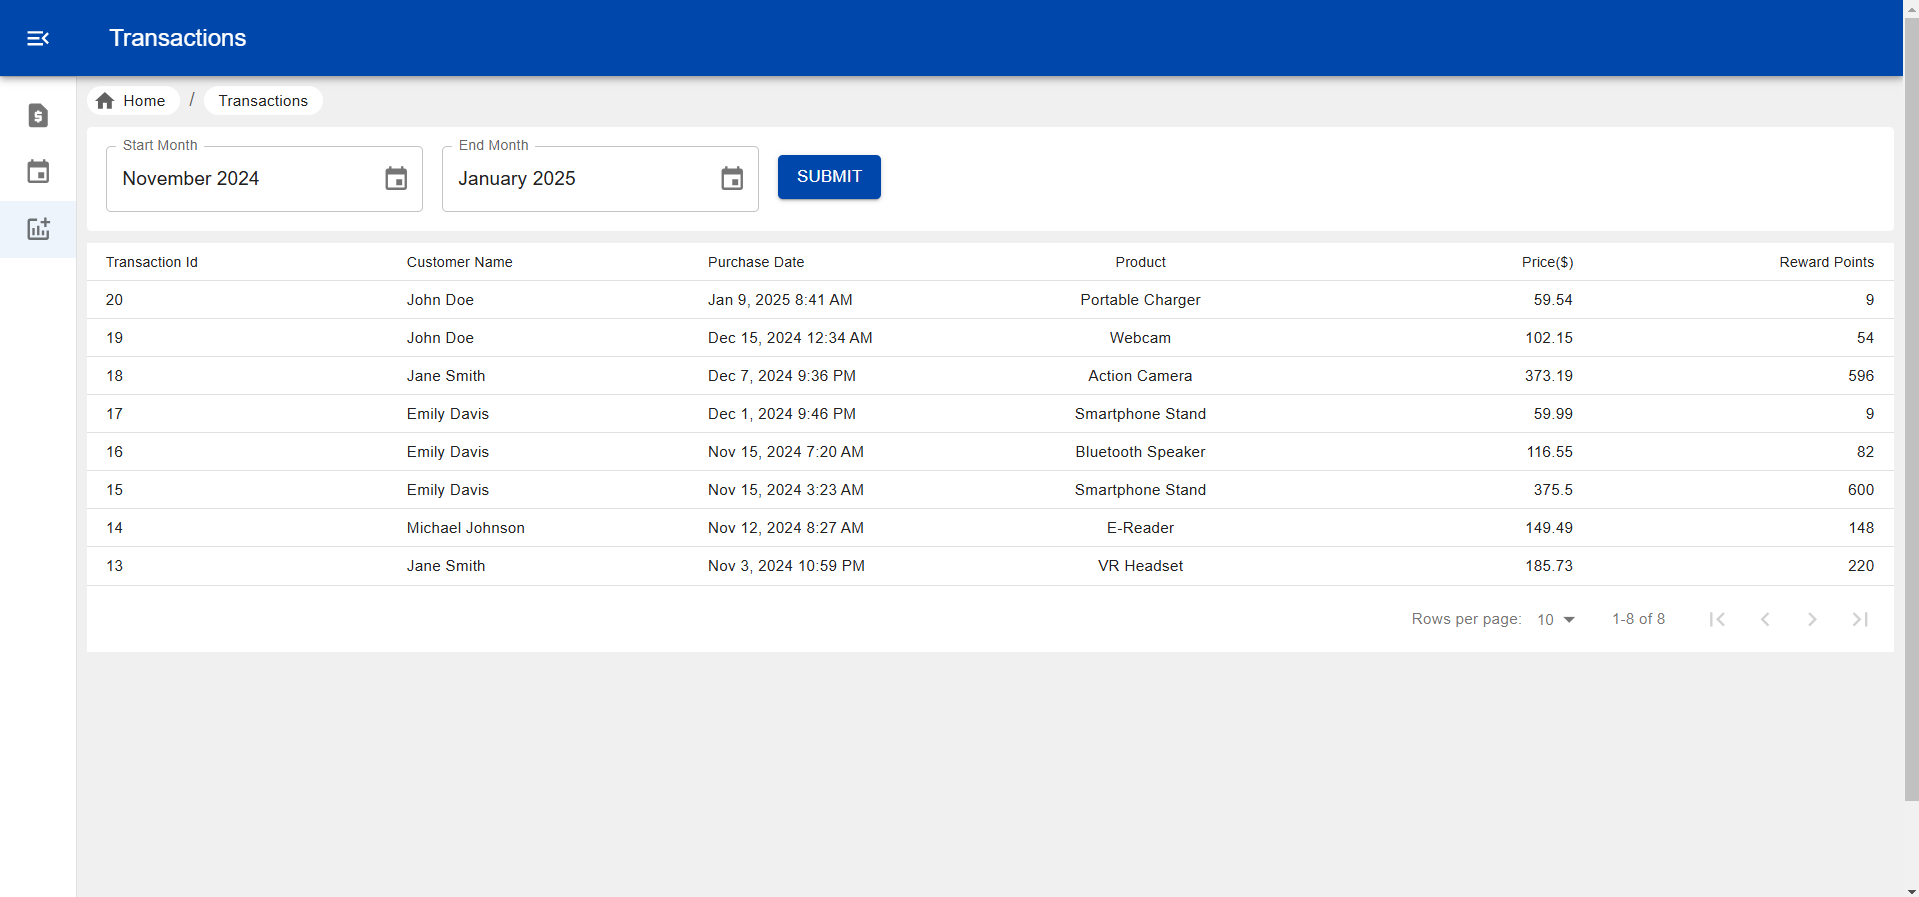 Transactions
Home / Transactions
Start Month
End Month
November 2024
January 2025
SUBMIT
Transaction Id Customer Name Purchase Date Product Price($) Reward Points
20 John Doe Jan 9, 2025 8:41 AM Portable Charger 59.54 9
19 John Doe Dec 15, 2024 12:34 AM Webcam 102.15 54
18 Jane Smith Dec 7, 2024 9:36 PM Action Camera 373.19 596
17 Emily Davis Dec 1, 2024 9:46 PM Smartphone Stand 59.99 9
16 Emily Davis Nov 15, 2024 7:20 AM Bluetooth Speaker 116.55 82
15 Emily Davis Nov 15, 2024 3:23 AM Smartphone Stand 375.5 600
14 Michael Johnson Nov 12, 2024 8:27 AM E-Reader 149.49 148
13 Jane Smith Nov 3, 2024 10:59 PM VR Headset 185.73 220
Rows per page: 10 1-8 of 8